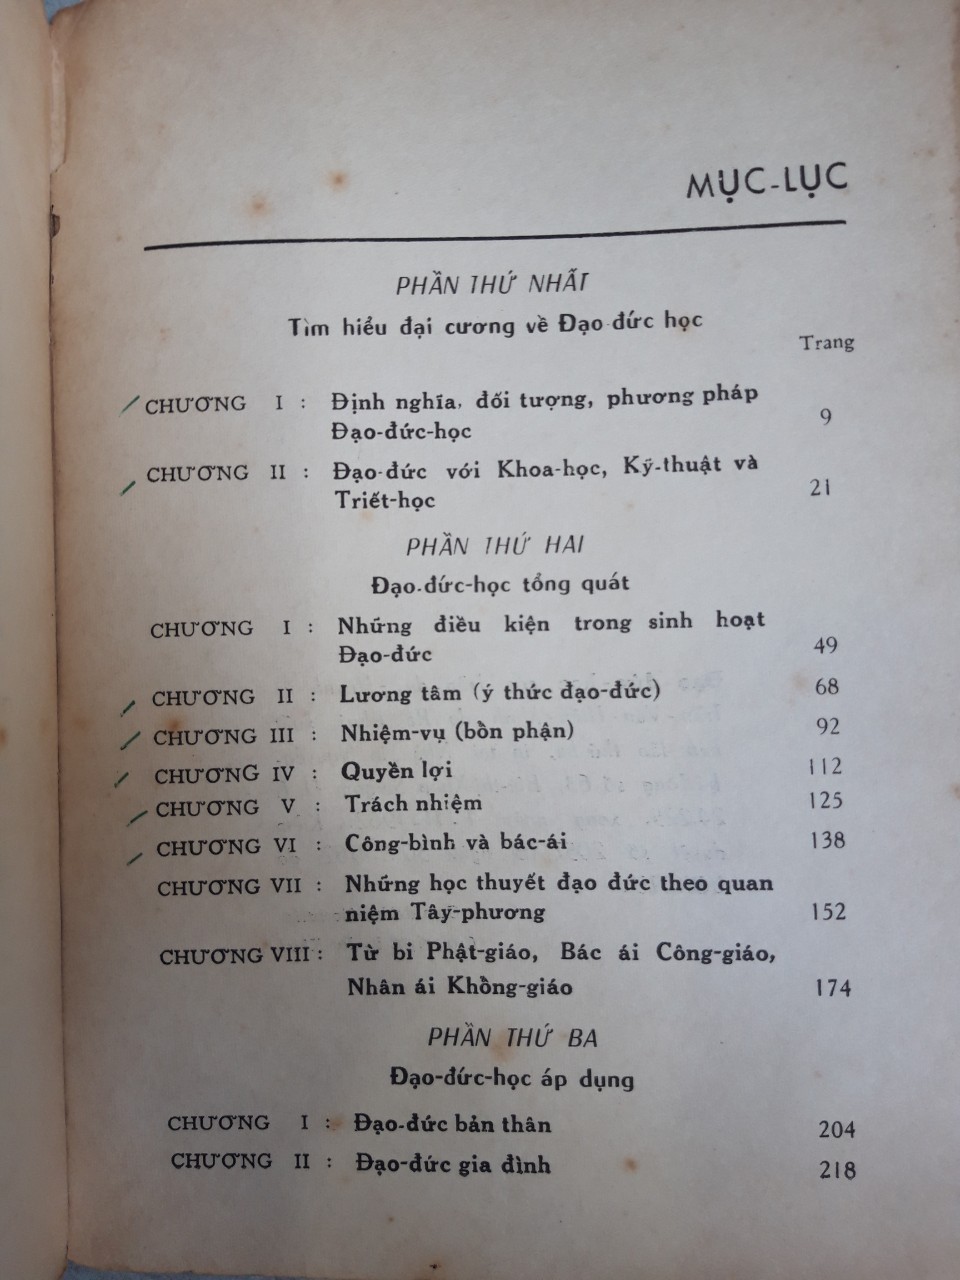 MỤC-LỤC
PHẦN THỨ NHẤT
Tìm hiểu đại cương về Đạo đức học
Trang
CHƯƠNG I : Định nghĩa, đối tượng, phương pháp
Đạo-đức-học 9
CHƯƠNG II : Đạo-đức với Khoa-học, Kỹ-thuật và
Triết-học 21
PHẦN THỨ HAI
Đạo-đức-học tổng quát
CHƯƠNG I : Những điều kiện trong sinh hoạt
Đạo-đức 49
CHƯƠNG II : Lương tâm (ý thức đạo-đức) 68
CHƯƠNG III : Nhiệm-vụ (bồn phận) 92
CHƯƠNG IV : Quyền lợi 112
CHƯƠNG V : Trách nhiệm 125
CHƯƠNG VI : Công-bình và bác-ái 138
CHƯƠNG VII : Những học thuyết đạo đức theo quan
niệm Tây-phương 152
CHƯƠNG VIII : Từ bi Phật-giáo, Bác ái Công-giáo,
Nhân ái Khồng-giáo 174
PHẦN THỨ BA
Đạo-đức-học áp dụng
CHƯƠNG I : Đạo-đức bản thân 204
CHƯƠNG II : Đạo-đức gia đình 218